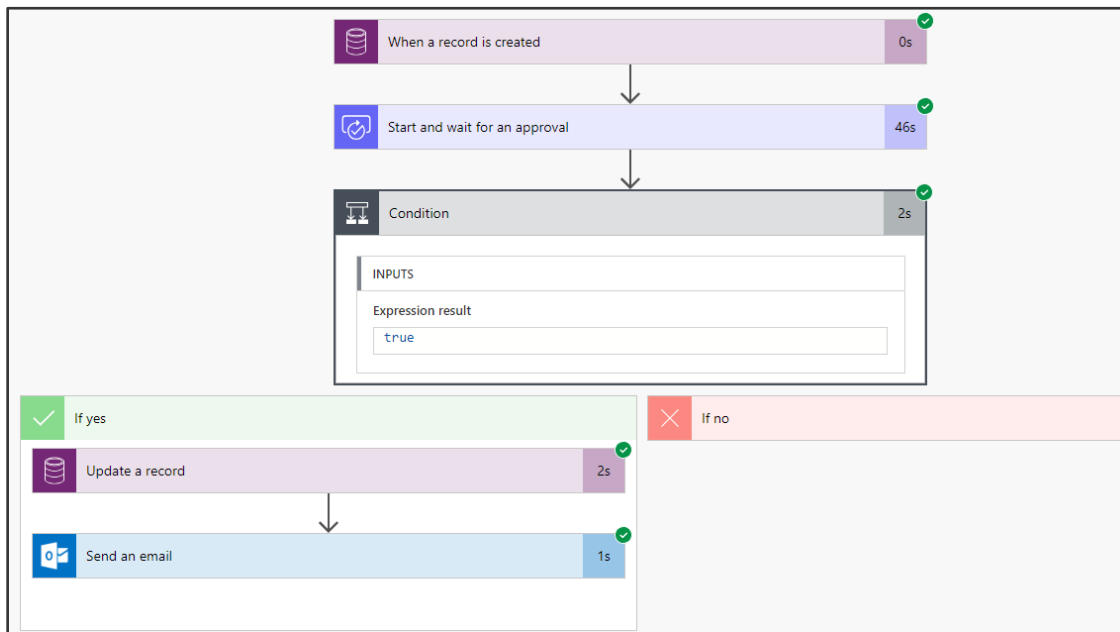 When a record is created
0s
Start and wait for an approval
46s
Condition
2s
INPUTS
Expression result
true
If yes
If no
Update a record
2s
Send an email
1s